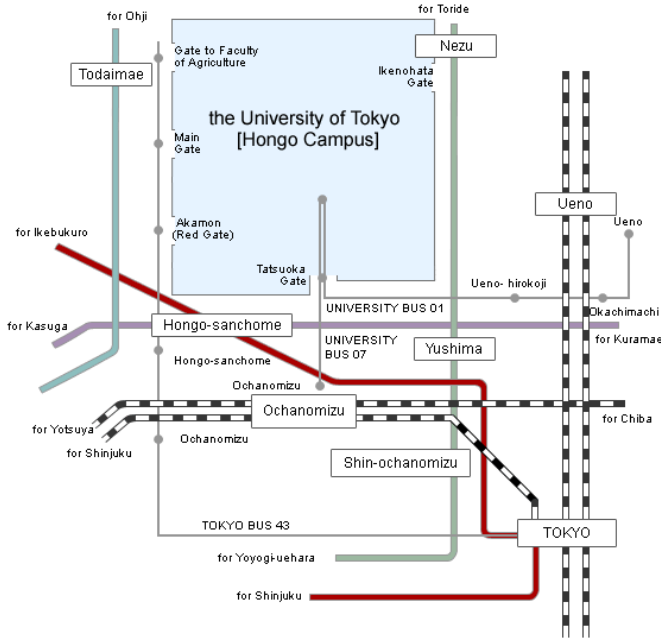 for Ohji
for Toride
Nezu
Todaimae
Gate to Faculty
of Agriculture
Ikenohata
Gate
the University of Tokyo
[Hongo Campus]
Main
Gate
Ueno
Akamon
(Red Gate)
Ueno
for Ikebukuro
Tatsuoka
Gate
Ueno- hirokoji
UNIVERSITY BUS 01
Okachimachi
for Kasuga
Hongo-sanchome
for Kuramae
UNIVERSITY
BUS 07
Yushima
Hongo-sanchome
Ochanomizu
Ochanomizu
for Chiba
for Yotsuya
Ochanomizu
for Shinjuku
Shin-ochanomizu
TOKYO BUS 43
TOKYO
for Yoyogi-uehara
for Shinjuku